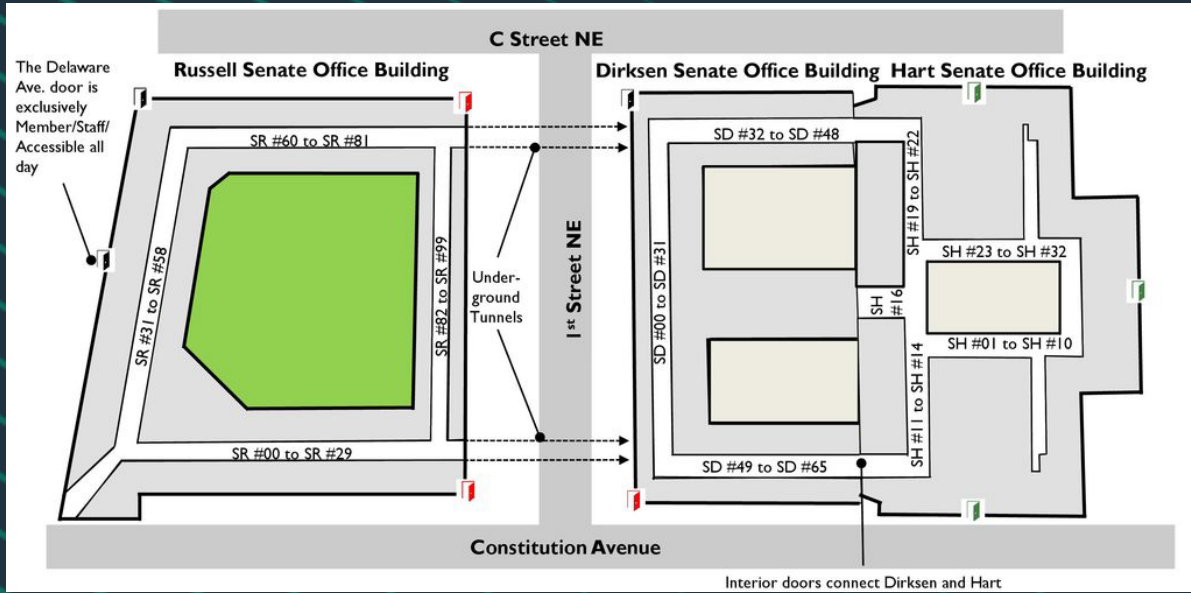 C Street NE
The Delaware
Ave. door is
exclusively
Member/Staff/
Accessible all
day
Russell Senate Office Building
Dirksen Senate Office Building
Hart Senate Office Building
SR #60 to SR #81
SR #31 to SR #58
SR #82 to SR #99
SR #00 to SR #29
Under-
ground
Tunnels
1st Street NE
SD #32 to SD #48
SD #00 to SD #31
SD #49 to SD #65
SH #19 to SH #22
SH #23 to SH #32
SH
#16
SH #01 to SH #10
SH #11 to SH #14
Constitution Avenue
Interior doors connect Dirksen and Hart